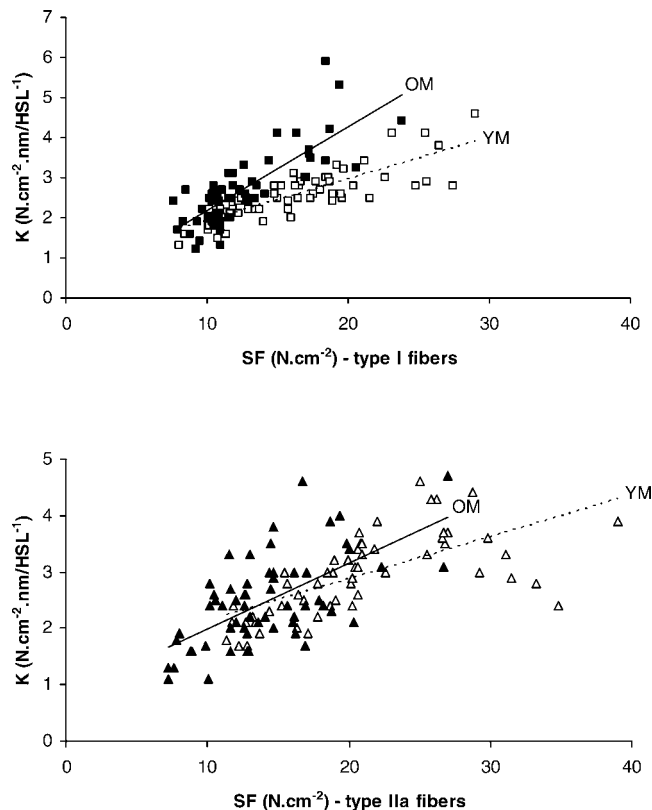 7
6
OM
5
YM
4
3
2
1
0
0 10 20 30 40
K (N.cm⁻².nm/HSL⁻¹)
SF (N.cm⁻²) - type I fibers
5
YM
OM
4
3
2
1
0
0 10 20 30 40
K (N.cm⁻².nm/HSL⁻¹)
SF (N.cm⁻²) - type IIa fibers